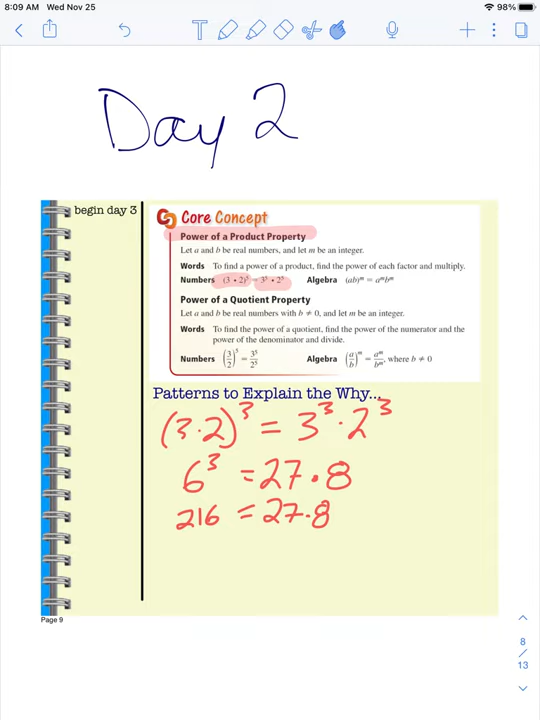 8:09 AM Wed Nov 25 98%
Day 2
begin day 3
Core Concept
Power of a Product Property
Let a and b be real numbers, and let m be an integer.
Words To find a power of a product, find the power of each factor and multiply.
Numbers (3 • 2)⁵ = 3⁵ • 2⁵ Algebra (ab)ᵐ = aᵐbᵐ
Power of a Quotient Property
Let a and b be real numbers with b ≠ 0, and let m be an integer.
Words To find the power of a quotient, find the power of the numerator and the
power of the denominator and divide.
Numbers (3/2)⁵ = 3⁵/2⁵ Algebra (a/b)ᵐ = aᵐ/bᵐ, where b ≠ 0
Patterns to Explain the Why...
(3·2)³ = 3³·2³
6³ = 27·8
216 = 27·8
Page 9
8
/
13